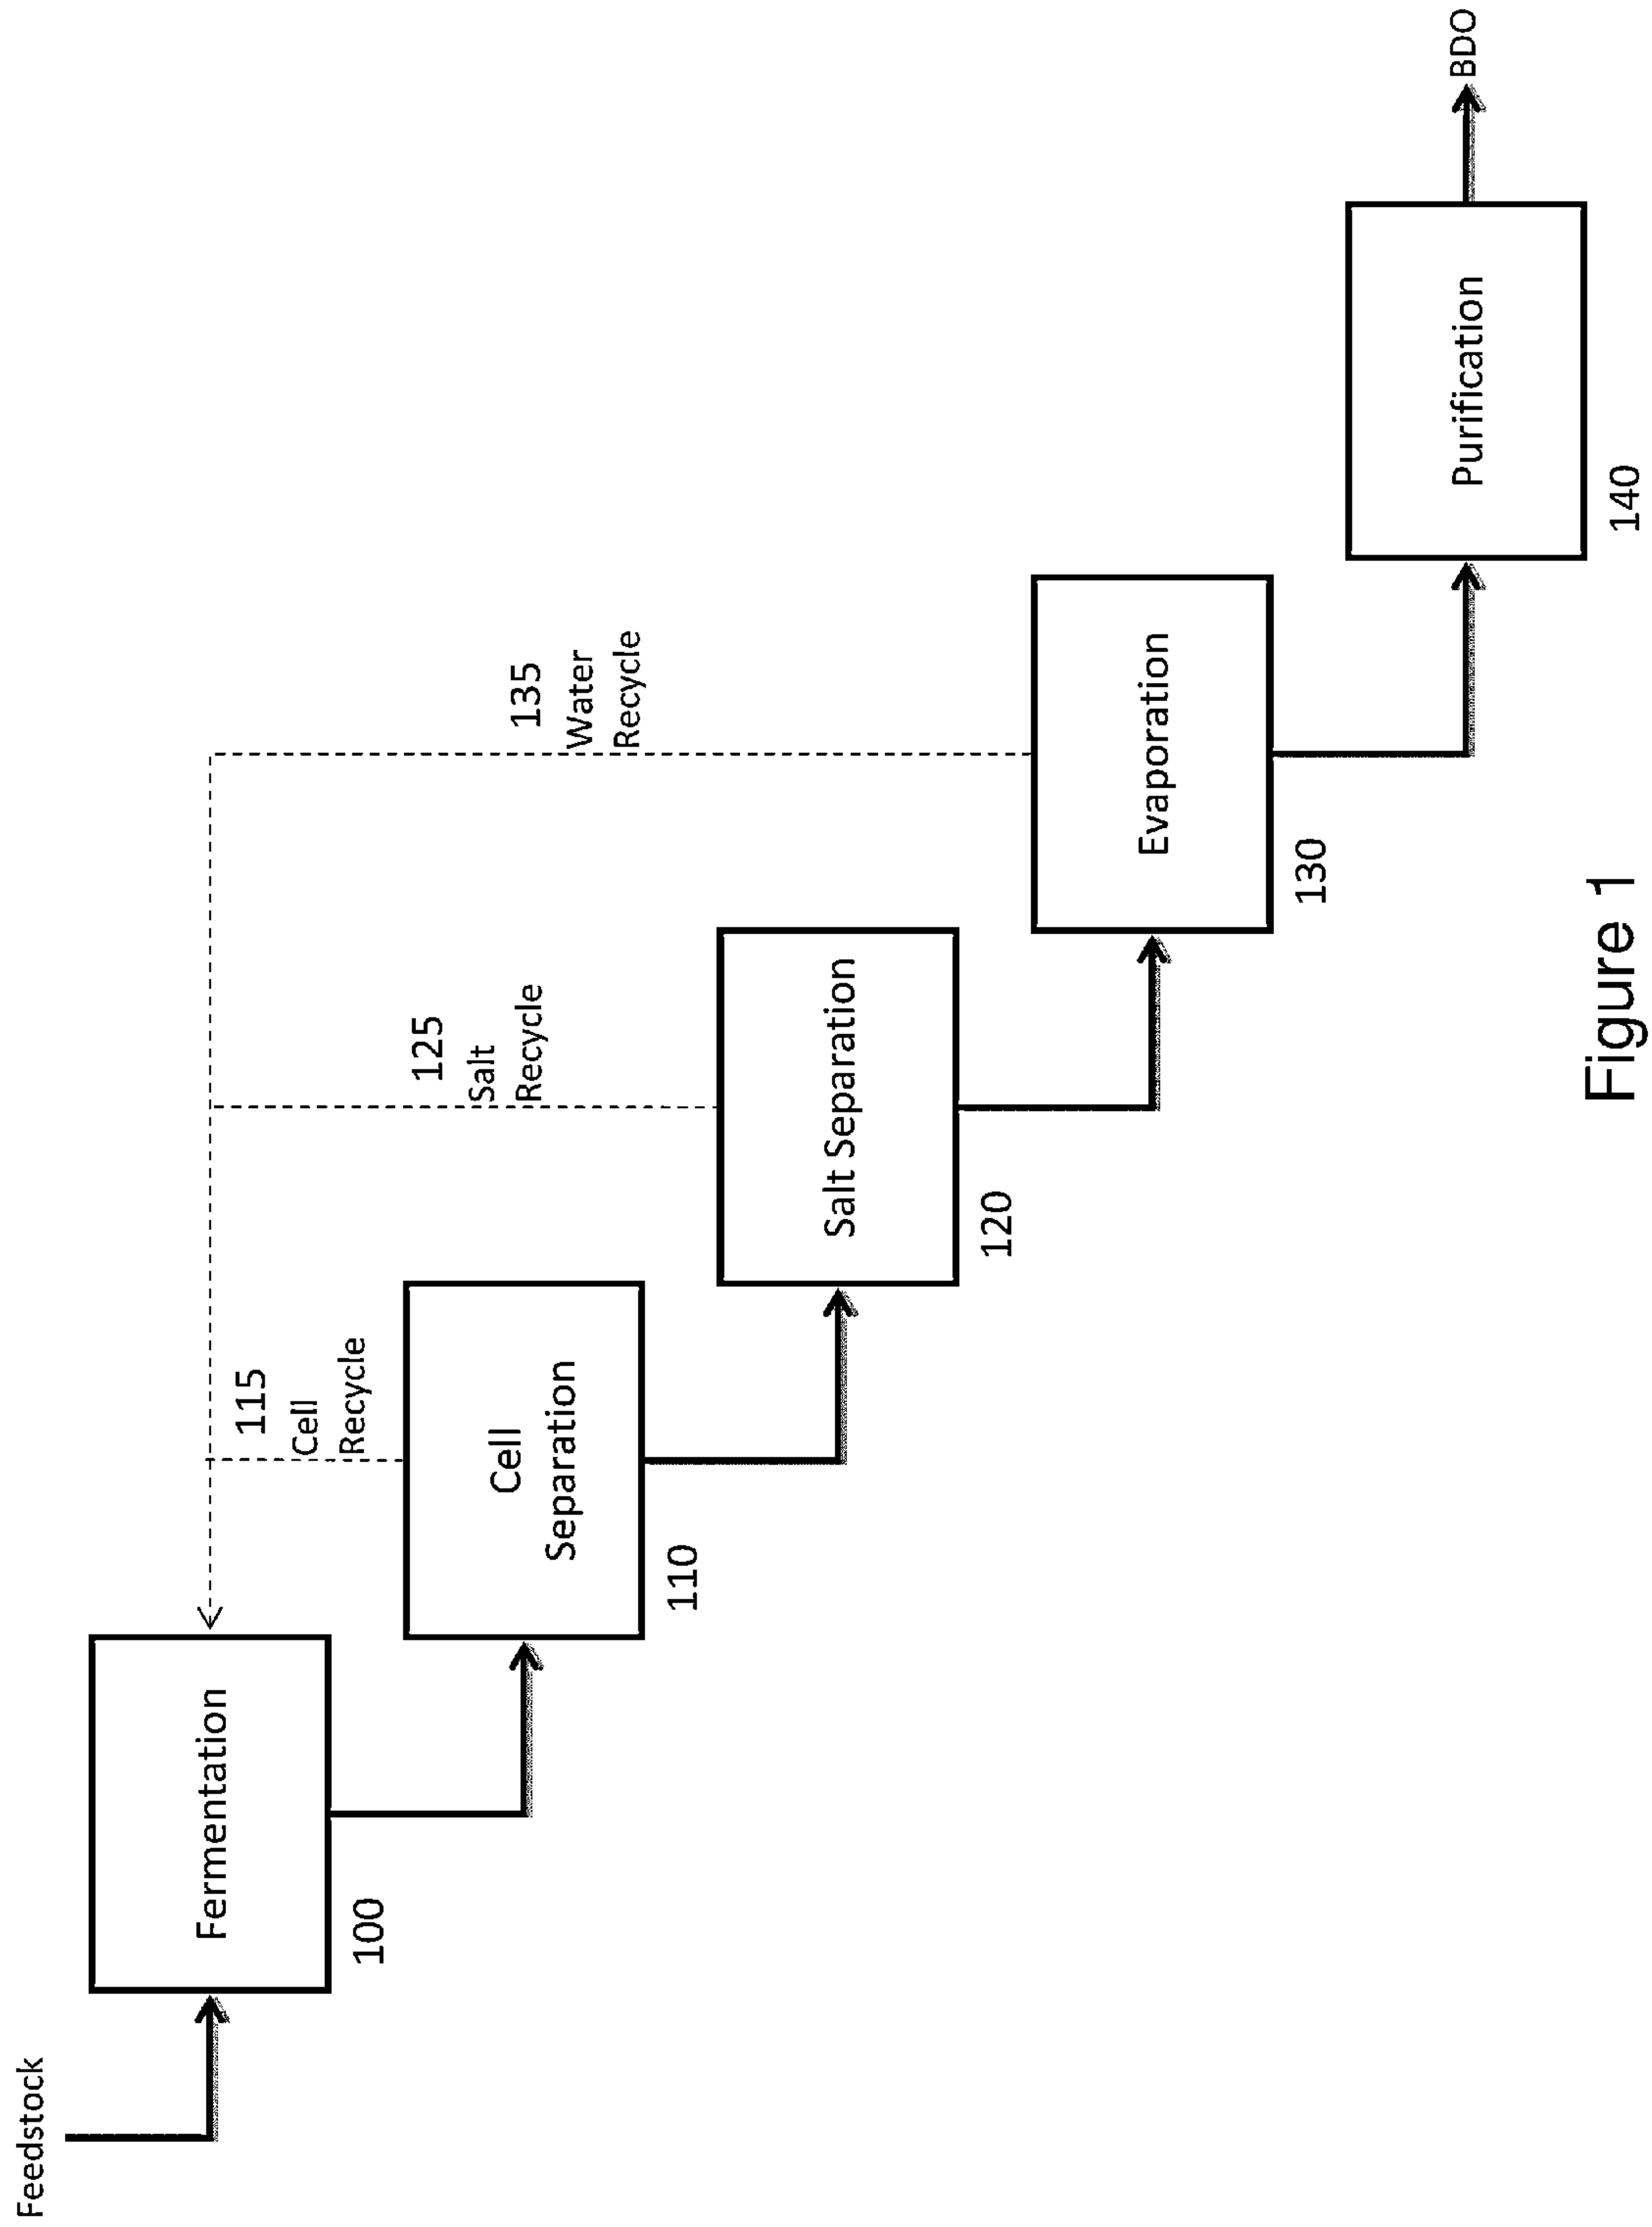 Feedstock
Fermentation
100
115
Cell
Recycle
Cell
Separation
110
125
Salt
Recycle
Salt Separation
120
135
Water
Recycle
Evaporation
130
Purification
140
BDO
Figure 1